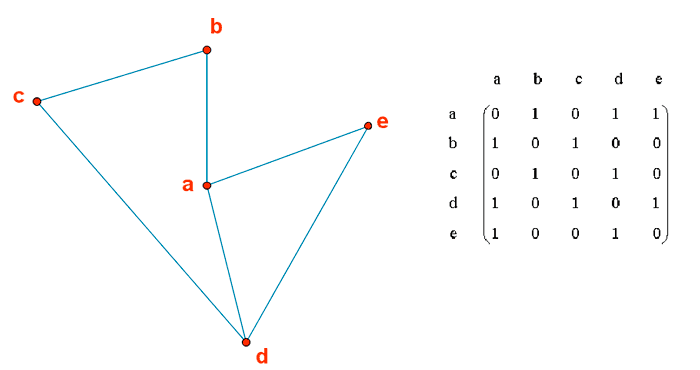 b
c
e
a
d
a b c d e
a 0 1 0 1 1
b 1 0 1 0 0
c 0 1 0 1 0
d 1 0 1 0 1
e 1 0 0 1 0